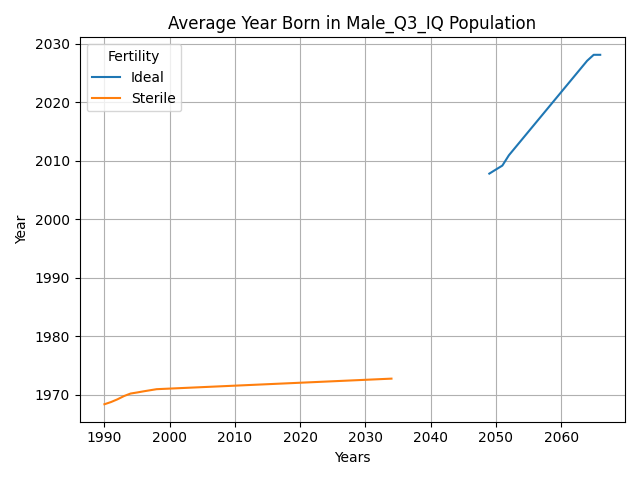 Average Year Born in Male_Q3_IQ Population
Fertility
Ideal
Sterile
Year
2030
2020
2010
2000
1990
1980
1970
1990 2000 2010 2020 2030 2040 2050 2060
Years